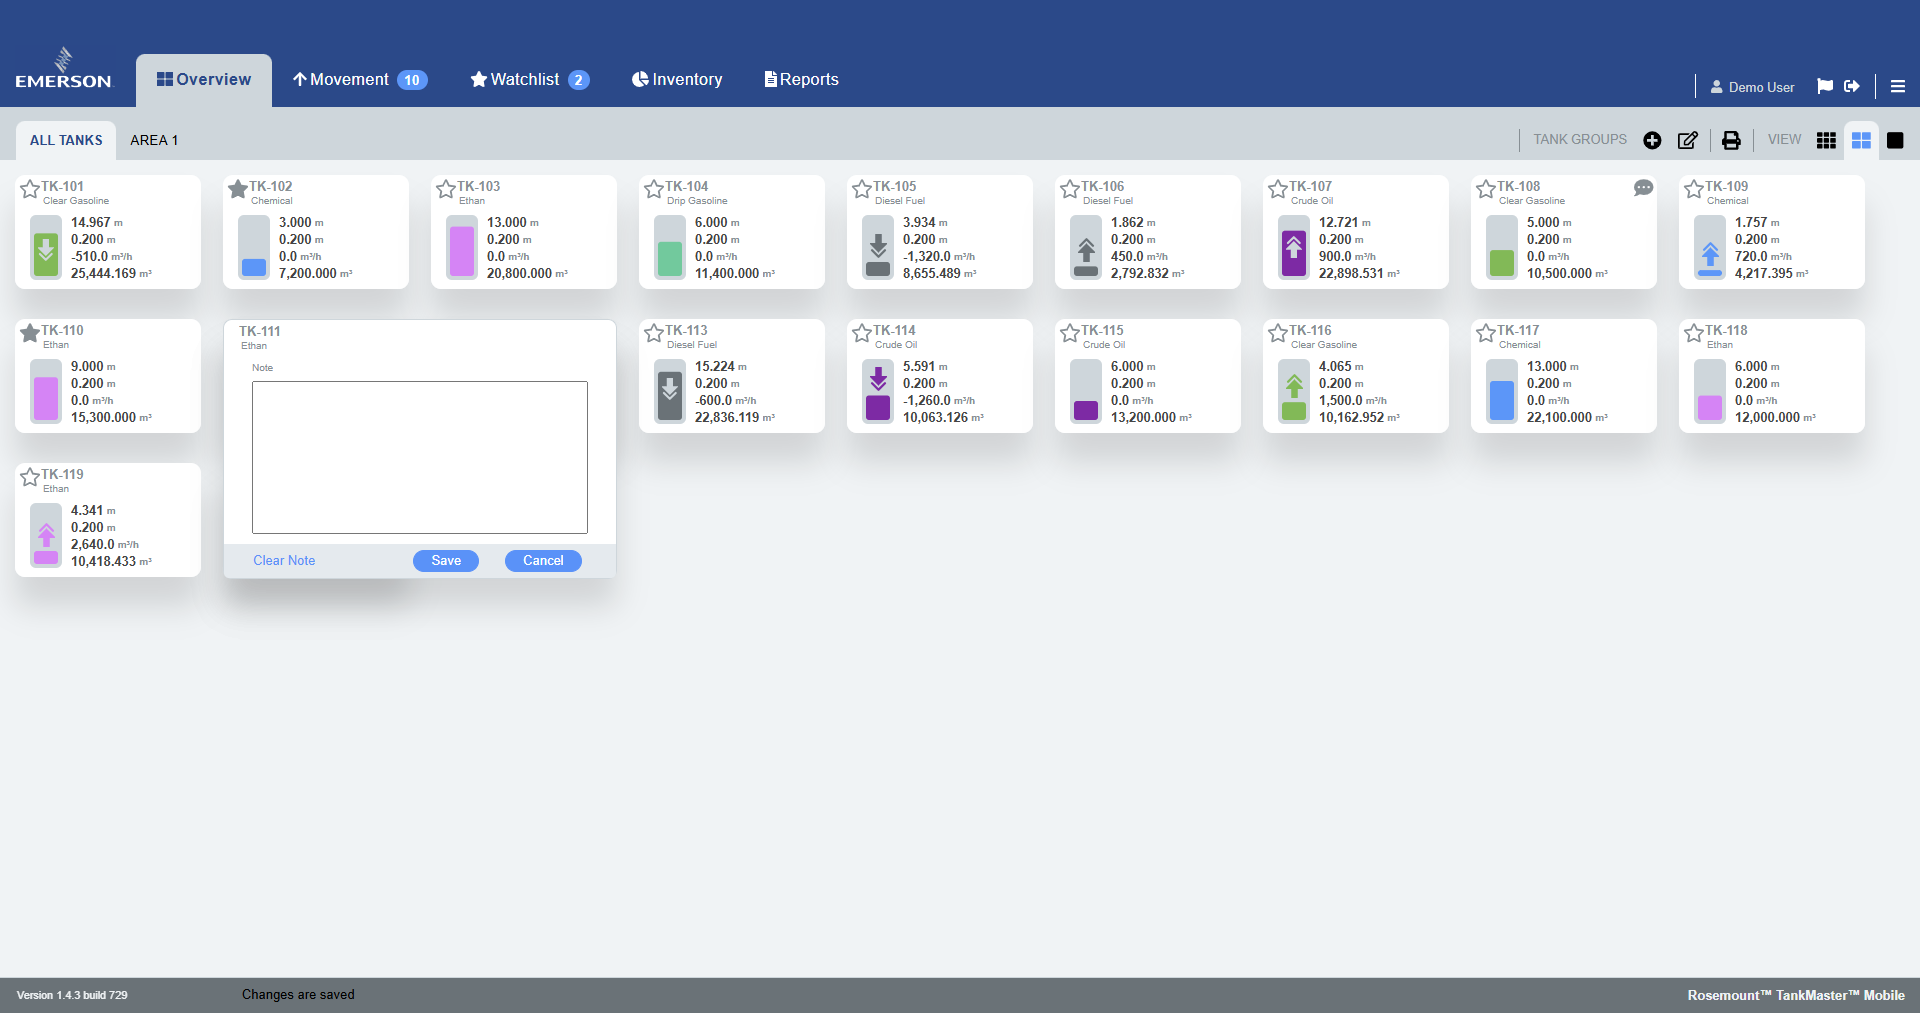 EMERSON
Overview
Movement 10
Watchlist 2
Inventory
Reports
Demo User
ALL TANKS
AREA 1
TANK GROUPS
VIEW
TK-101
Clear Gasoline
14.967 m
0.200 m
-510.0 m³/h
25,444.169 m³
TK-102
Chemical
3.000 m
0.200 m
0.0 m³/h
7,200.000 m³
TK-103
Ethan
13.000 m
0.200 m
0.0 m³/h
20,800.000 m³
TK-104
Drip Gasoline
6.000 m
0.200 m
0.0 m³/h
11,400.000 m³
TK-105
Diesel Fuel
3.934 m
0.200 m
-1,320.0 m³/h
8,655.489 m³
TK-106
Diesel Fuel
1.862 m
0.200 m
450.0 m³/h
2,792.832 m³
TK-107
Crude Oil
12.721 m
0.200 m
900.0 m³/h
22,898.531 m³
TK-108
Clear Gasoline
5.000 m
0.200 m
0.0 m³/h
10,500.000 m³
TK-109
Chemical
1.757 m
0.200 m
720.0 m³/h
4,217.395 m³
TK-110
Ethan
9.000 m
0.200 m
0.0 m³/h
15,300.000 m³
TK-111
Ethan
Note
Clear Note
Save
Cancel
TK-113
Diesel Fuel
15.224 m
0.200 m
-600.0 m³/h
22,836.119 m³
TK-114
Crude Oil
5.591 m
0.200 m
-1,260.0 m³/h
10,063.126 m³
TK-115
Crude Oil
6.000 m
0.200 m
0.0 m³/h
13,200.000 m³
TK-116
Clear Gasoline
4.065 m
0.200 m
1,500.0 m³/h
10,162.952 m³
TK-117
Chemical
13.000 m
0.200 m
0.0 m³/h
22,100.000 m³
TK-118
Ethan
6.000 m
0.200 m
0.0 m³/h
12,000.000 m³
TK-119
Ethan
4.341 m
0.200 m
2,640.0 m³/h
10,418.433 m³
Version 1.4.3 build 729
Changes are saved
Rosemount™ TankMaster™ Mobile